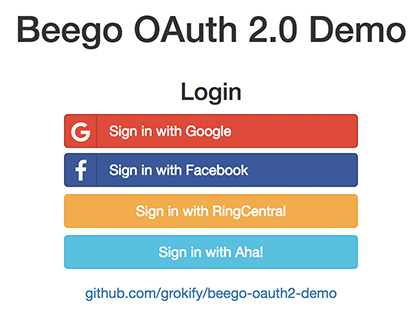 Beego OAuth 2.0 Demo
Login
G Sign in with Google
f Sign in with Facebook
Sign in with RingCentral
Sign in with Aha!
github.com/grokify/beego-oauth2-demo